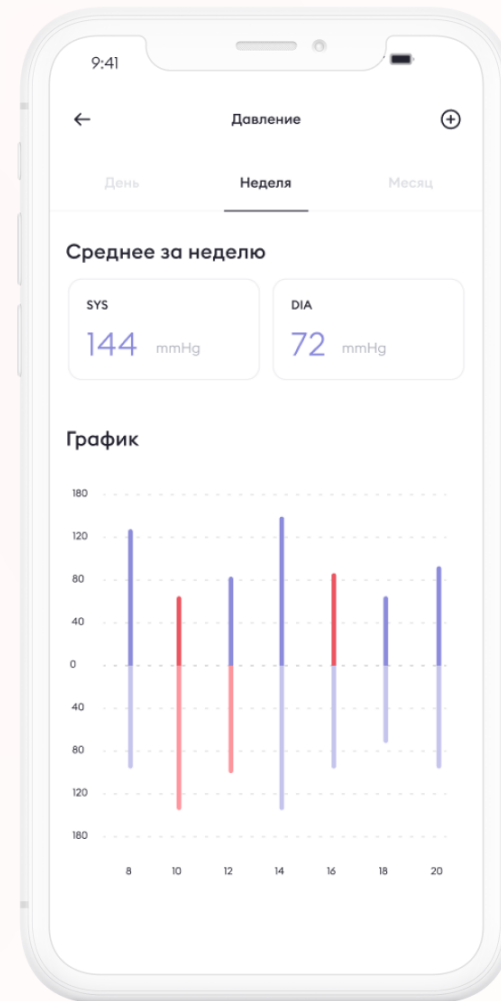 9:41
Давление
День Неделя Месяц
Среднее за неделю
SYS DIA
144 mmHg 72 mmHg
График
180
120
80
40
0
40
80
120
180
8 10 12 14 16 18 20